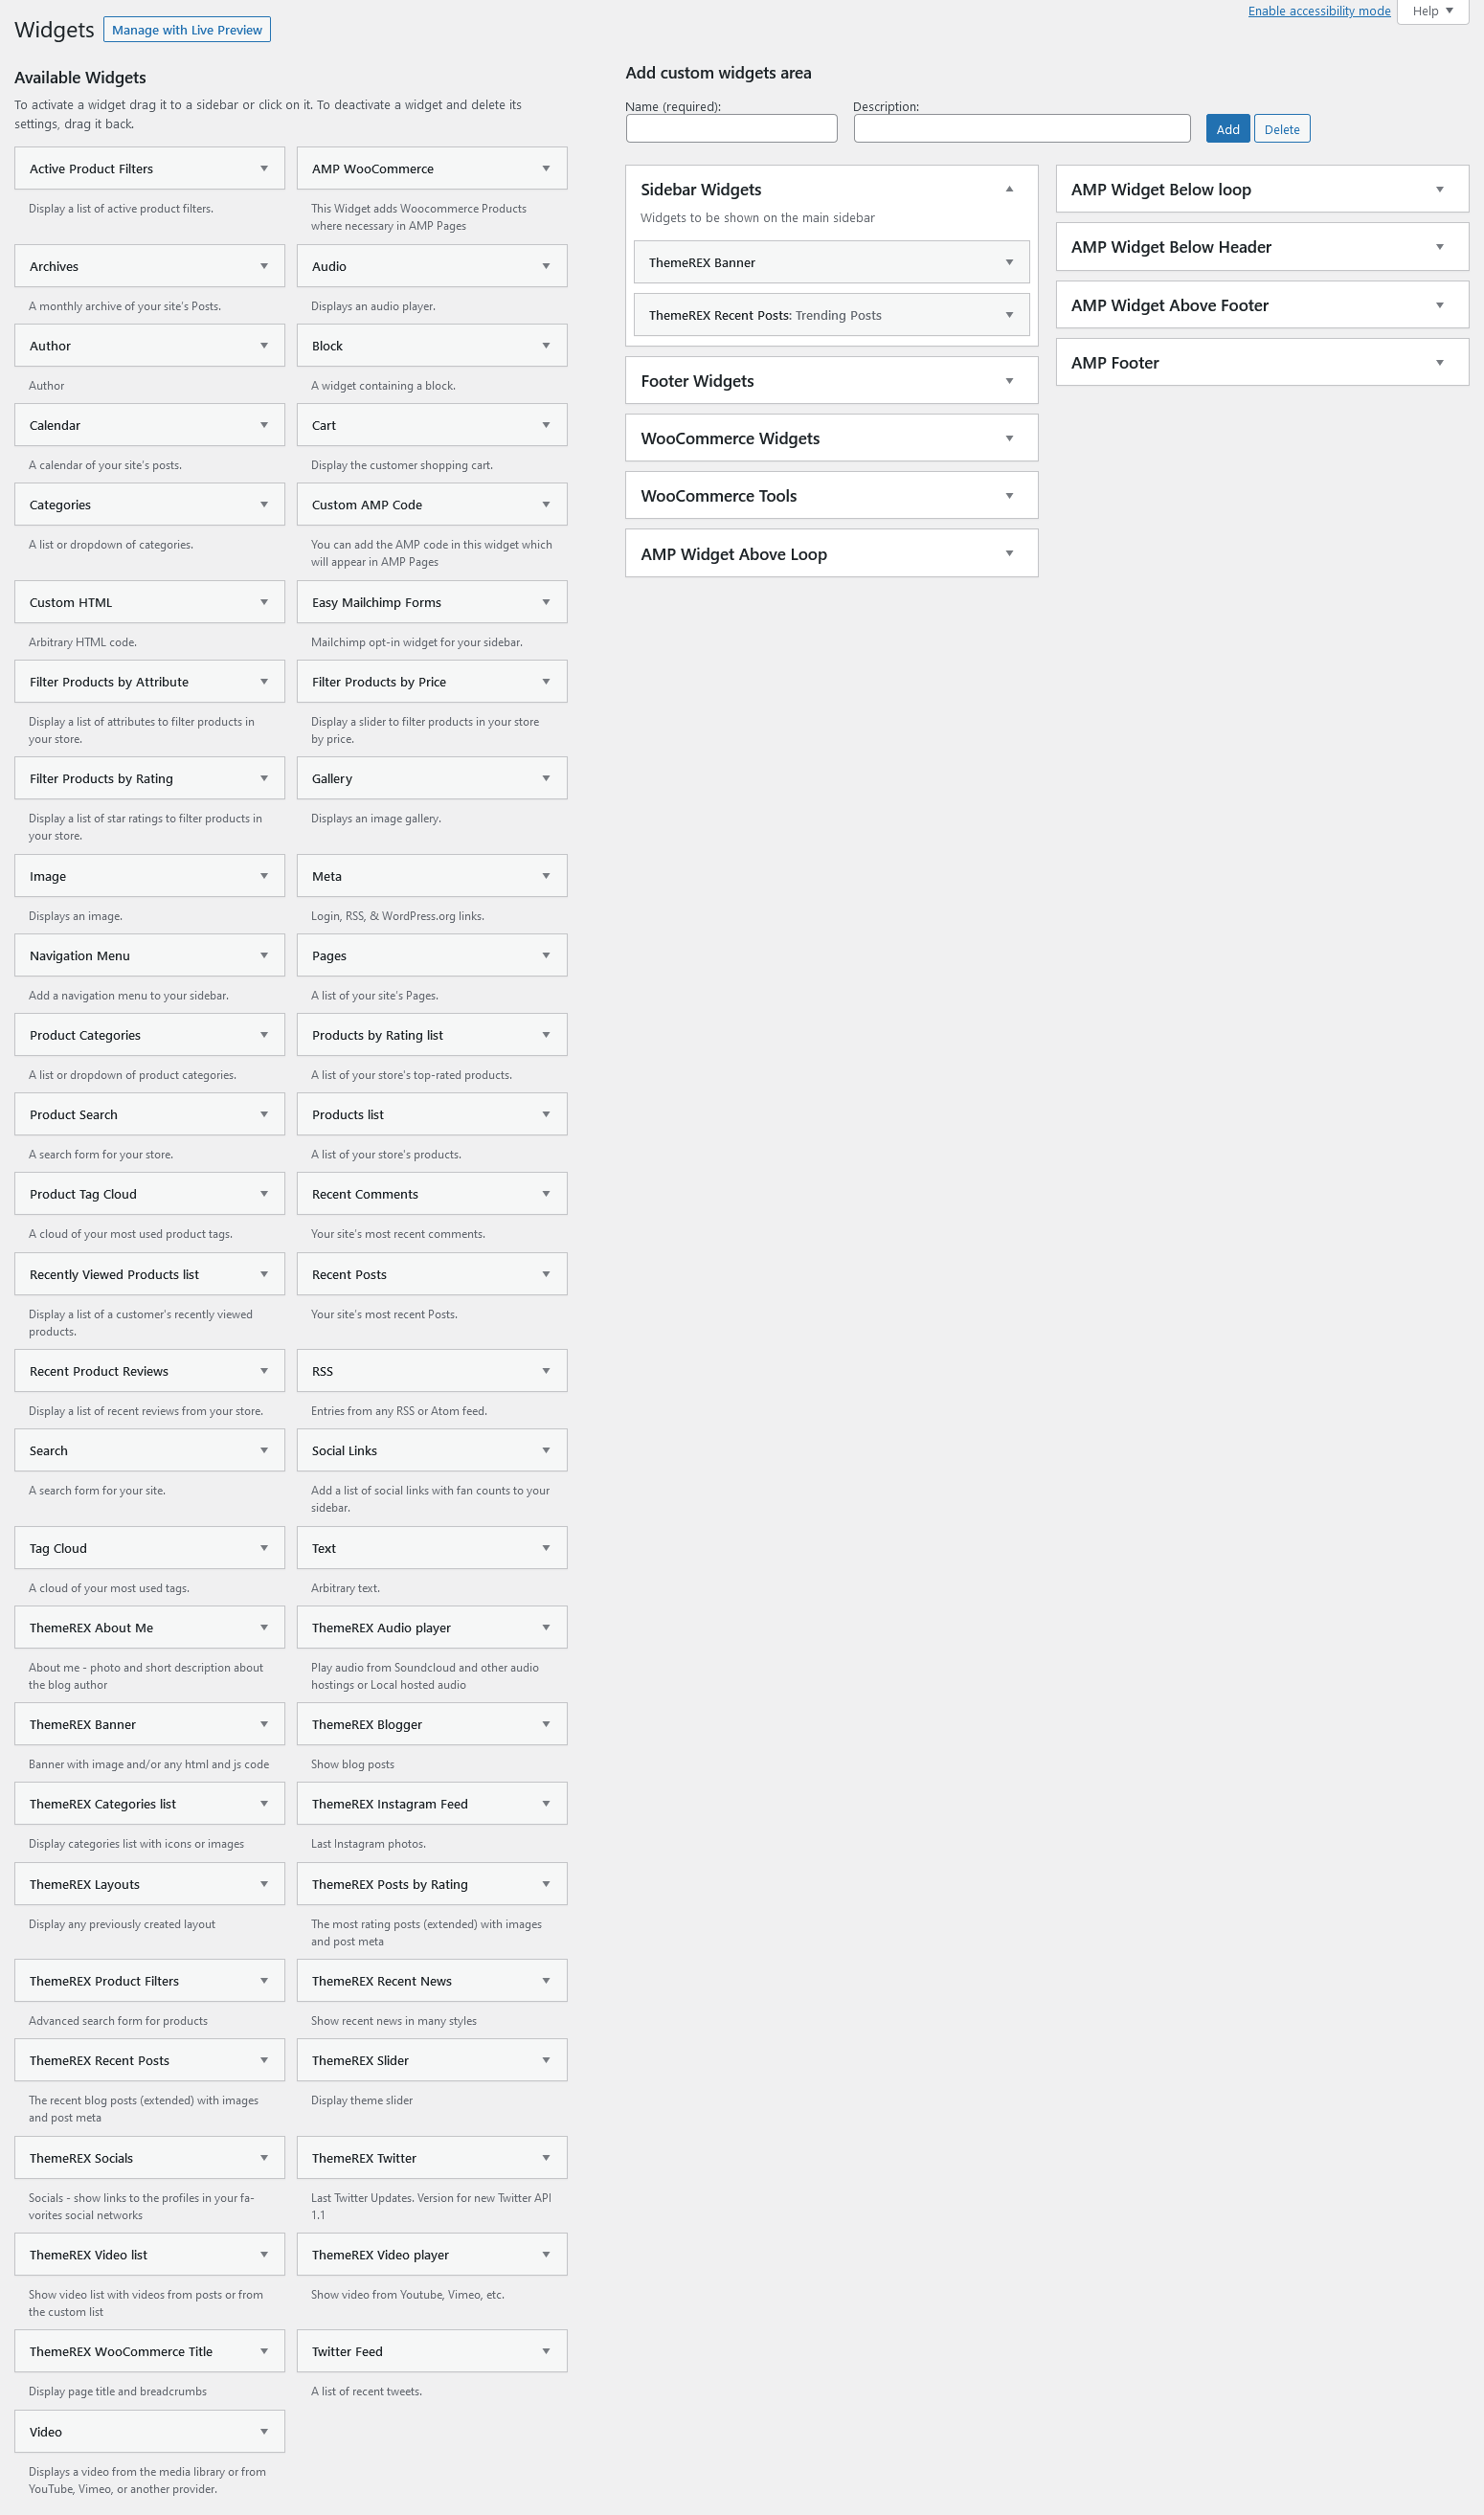 Widgets
Manage with Live Preview
Enable accessibility mode
Help
Available Widgets
To activate a widget drag it to a sidebar or click on it. To deactivate a widget and delete its
settings, drag it back.
Active Product Filters
Display a list of active product filters.
AMP WooCommerce
This Widget adds Woocommerce Products
where necessary in AMP Pages
Archives
A monthly archive of your site's Posts.
Audio
Displays an audio player.
Author
Author
Block
A widget containing a block.
Calendar
A calendar of your site's posts.
Cart
Display the customer shopping cart.
Categories
A list or dropdown of categories.
Custom AMP Code
You can add the AMP code in this widget which
will appear in AMP Pages
Custom HTML
Arbitrary HTML code.
Easy Mailchimp Forms
Mailchimp opt-in widget for your sidebar.
Filter Products by Attribute
Display a list of attributes to filter products in
your store.
Filter Products by Price
Display a slider to filter products in your store
by price.
Filter Products by Rating
Display a list of star ratings to filter products in
your store.
Gallery
Displays an image gallery.
Image
Displays an image.
Meta
Login, RSS, & WordPress.org links.
Navigation Menu
Add a navigation menu to your sidebar.
Pages
A list of your site's Pages.
Product Categories
A list or dropdown of product categories.
Products by Rating list
A list of your store's top-rated products.
Product Search
A search form for your store.
Products list
A list of your store's products.
Product Tag Cloud
A cloud of your most used product tags.
Recent Comments
Your site's most recent comments.
Recently Viewed Products list
Display a list of a customer's recently viewed
products.
Recent Posts
Your site's most recent Posts.
Recent Product Reviews
Display a list of recent reviews from your store.
RSS
Entries from any RSS or Atom feed.
Search
A search form for your site.
Social Links
Add a list of social links with fan counts to your
sidebar.
Tag Cloud
A cloud of your most used tags.
Text
Arbitrary text.
ThemeREX About Me
About me - photo and short description about
the blog author
ThemeREX Audio player
Play audio from Soundcloud and other audio
hostings or Local hosted audio
ThemeREX Banner
Banner with image and/or any html and js code
ThemeREX Blogger
Show blog posts
ThemeREX Categories list
Display categories list with icons or images
ThemeREX Instagram Feed
Last Instagram photos.
ThemeREX Layouts
Display any previously created layout
ThemeREX Posts by Rating
The most rating posts (extended) with images
and post meta
ThemeREX Product Filters
Advanced search form for products
ThemeREX Recent News
Show recent news in many styles
ThemeREX Recent Posts
The recent blog posts (extended) with images
and post meta
ThemeREX Slider
Display theme slider
ThemeREX Socials
Socials - show links to the profiles in your fa-
vorites social networks
ThemeREX Twitter
Last Twitter Updates. Version for new Twitter API
1.1
ThemeREX Video list
Show video list with videos from posts or from
the custom list
ThemeREX Video player
Show video from Youtube, Vimeo, etc.
ThemeREX WooCommerce Title
Display page title and breadcrumbs
Twitter Feed
A list of recent tweets.
Video
Displays a video from the media library or from
YouTube, Vimeo, or another provider.
Add custom widgets area
Name (required):
Description:
Add
Delete
Sidebar Widgets
Widgets to be shown on the main sidebar
ThemeREX Banner
ThemeREX Recent Posts: Trending Posts
Footer Widgets
WooCommerce Widgets
WooCommerce Tools
AMP Widget Above Loop
AMP Widget Below loop
AMP Widget Below Header
AMP Widget Above Footer
AMP Footer